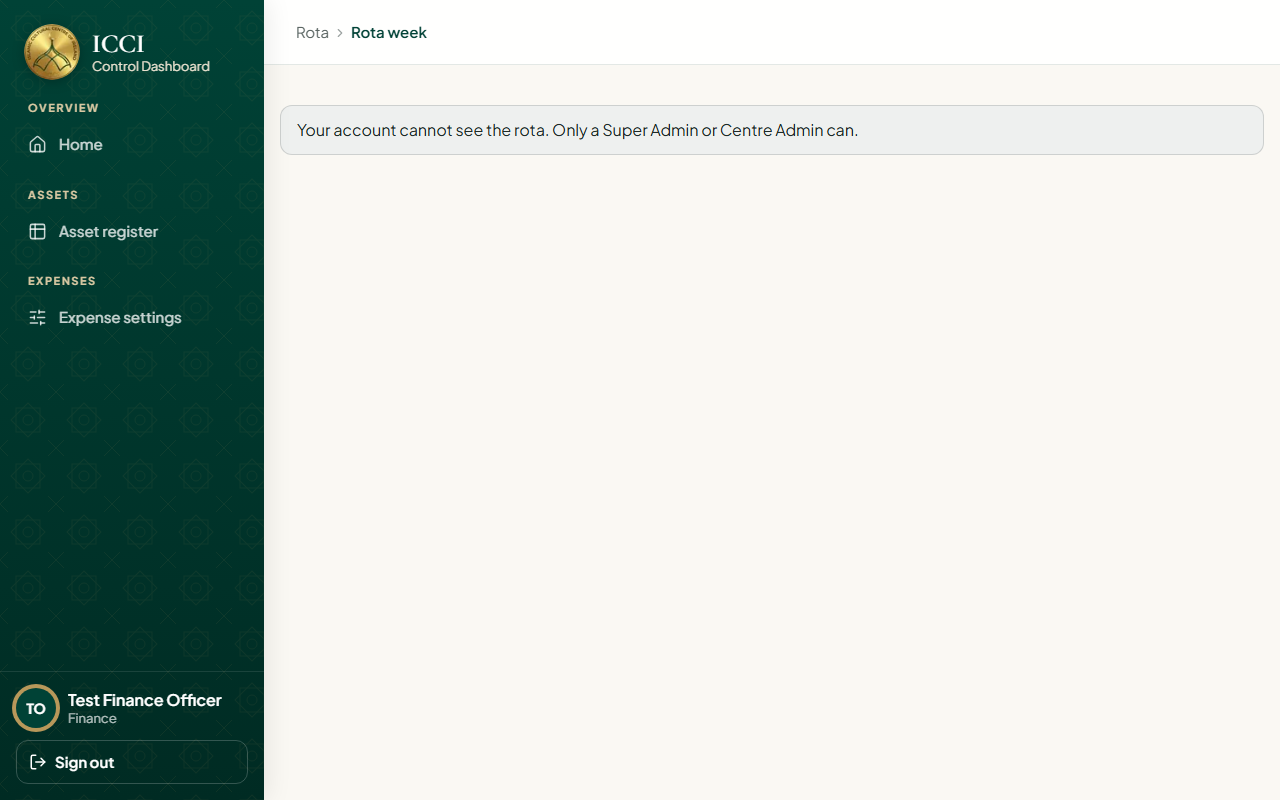 ICCI
Control Dashboard
OVERVIEW
Home
ASSETS
Asset register
EXPENSES
Expense settings
TO
Test Finance Officer
Finance
Sign out
Rota > Rota week
Your account cannot see the rota. Only a Super Admin or Centre Admin can.